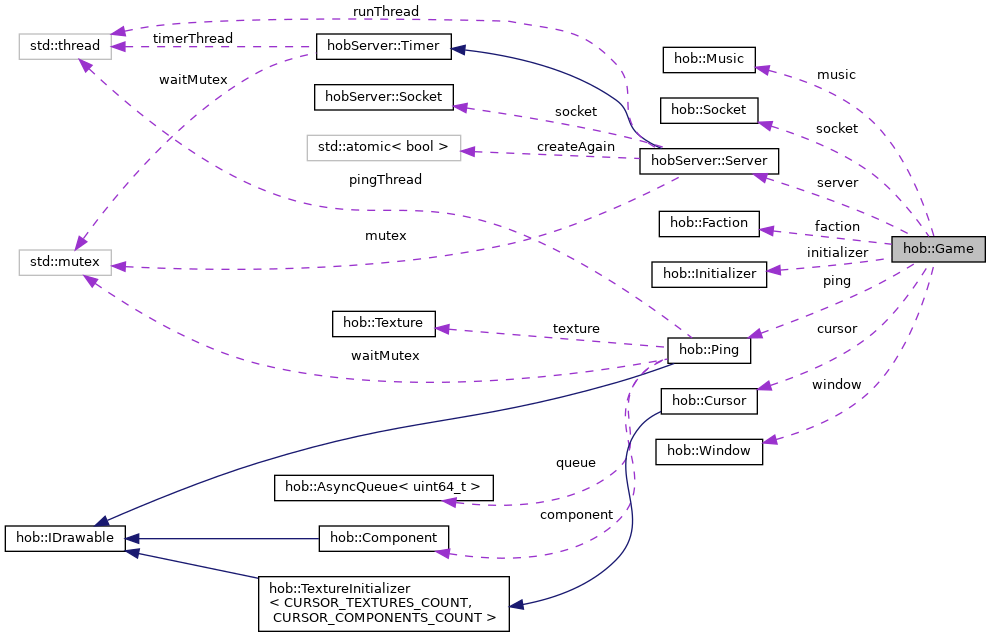 runThread
std::thread
timerThread
hobServer::Timer
hob::Music
waitMutex
music
hobServer::Socket
hob::Socket
socket
socket
std::atomic< bool >
createAgain
hobServer::Server
pingThread
server
hob::Faction
faction
mutex
hob::Game
initializer
std::mutex
hob::Initializer
ping
hob::Texture
texture
cursor
hob::Ping
waitMutex
window
hob::Cursor
hob::Window
queue
hob::AsyncQueue< uint64_t >
component
hob::IDrawable
hob::Component
hob::TextureInitializer
< CURSOR_TEXTURES_COUNT,
CURSOR_COMPONENTS_COUNT >